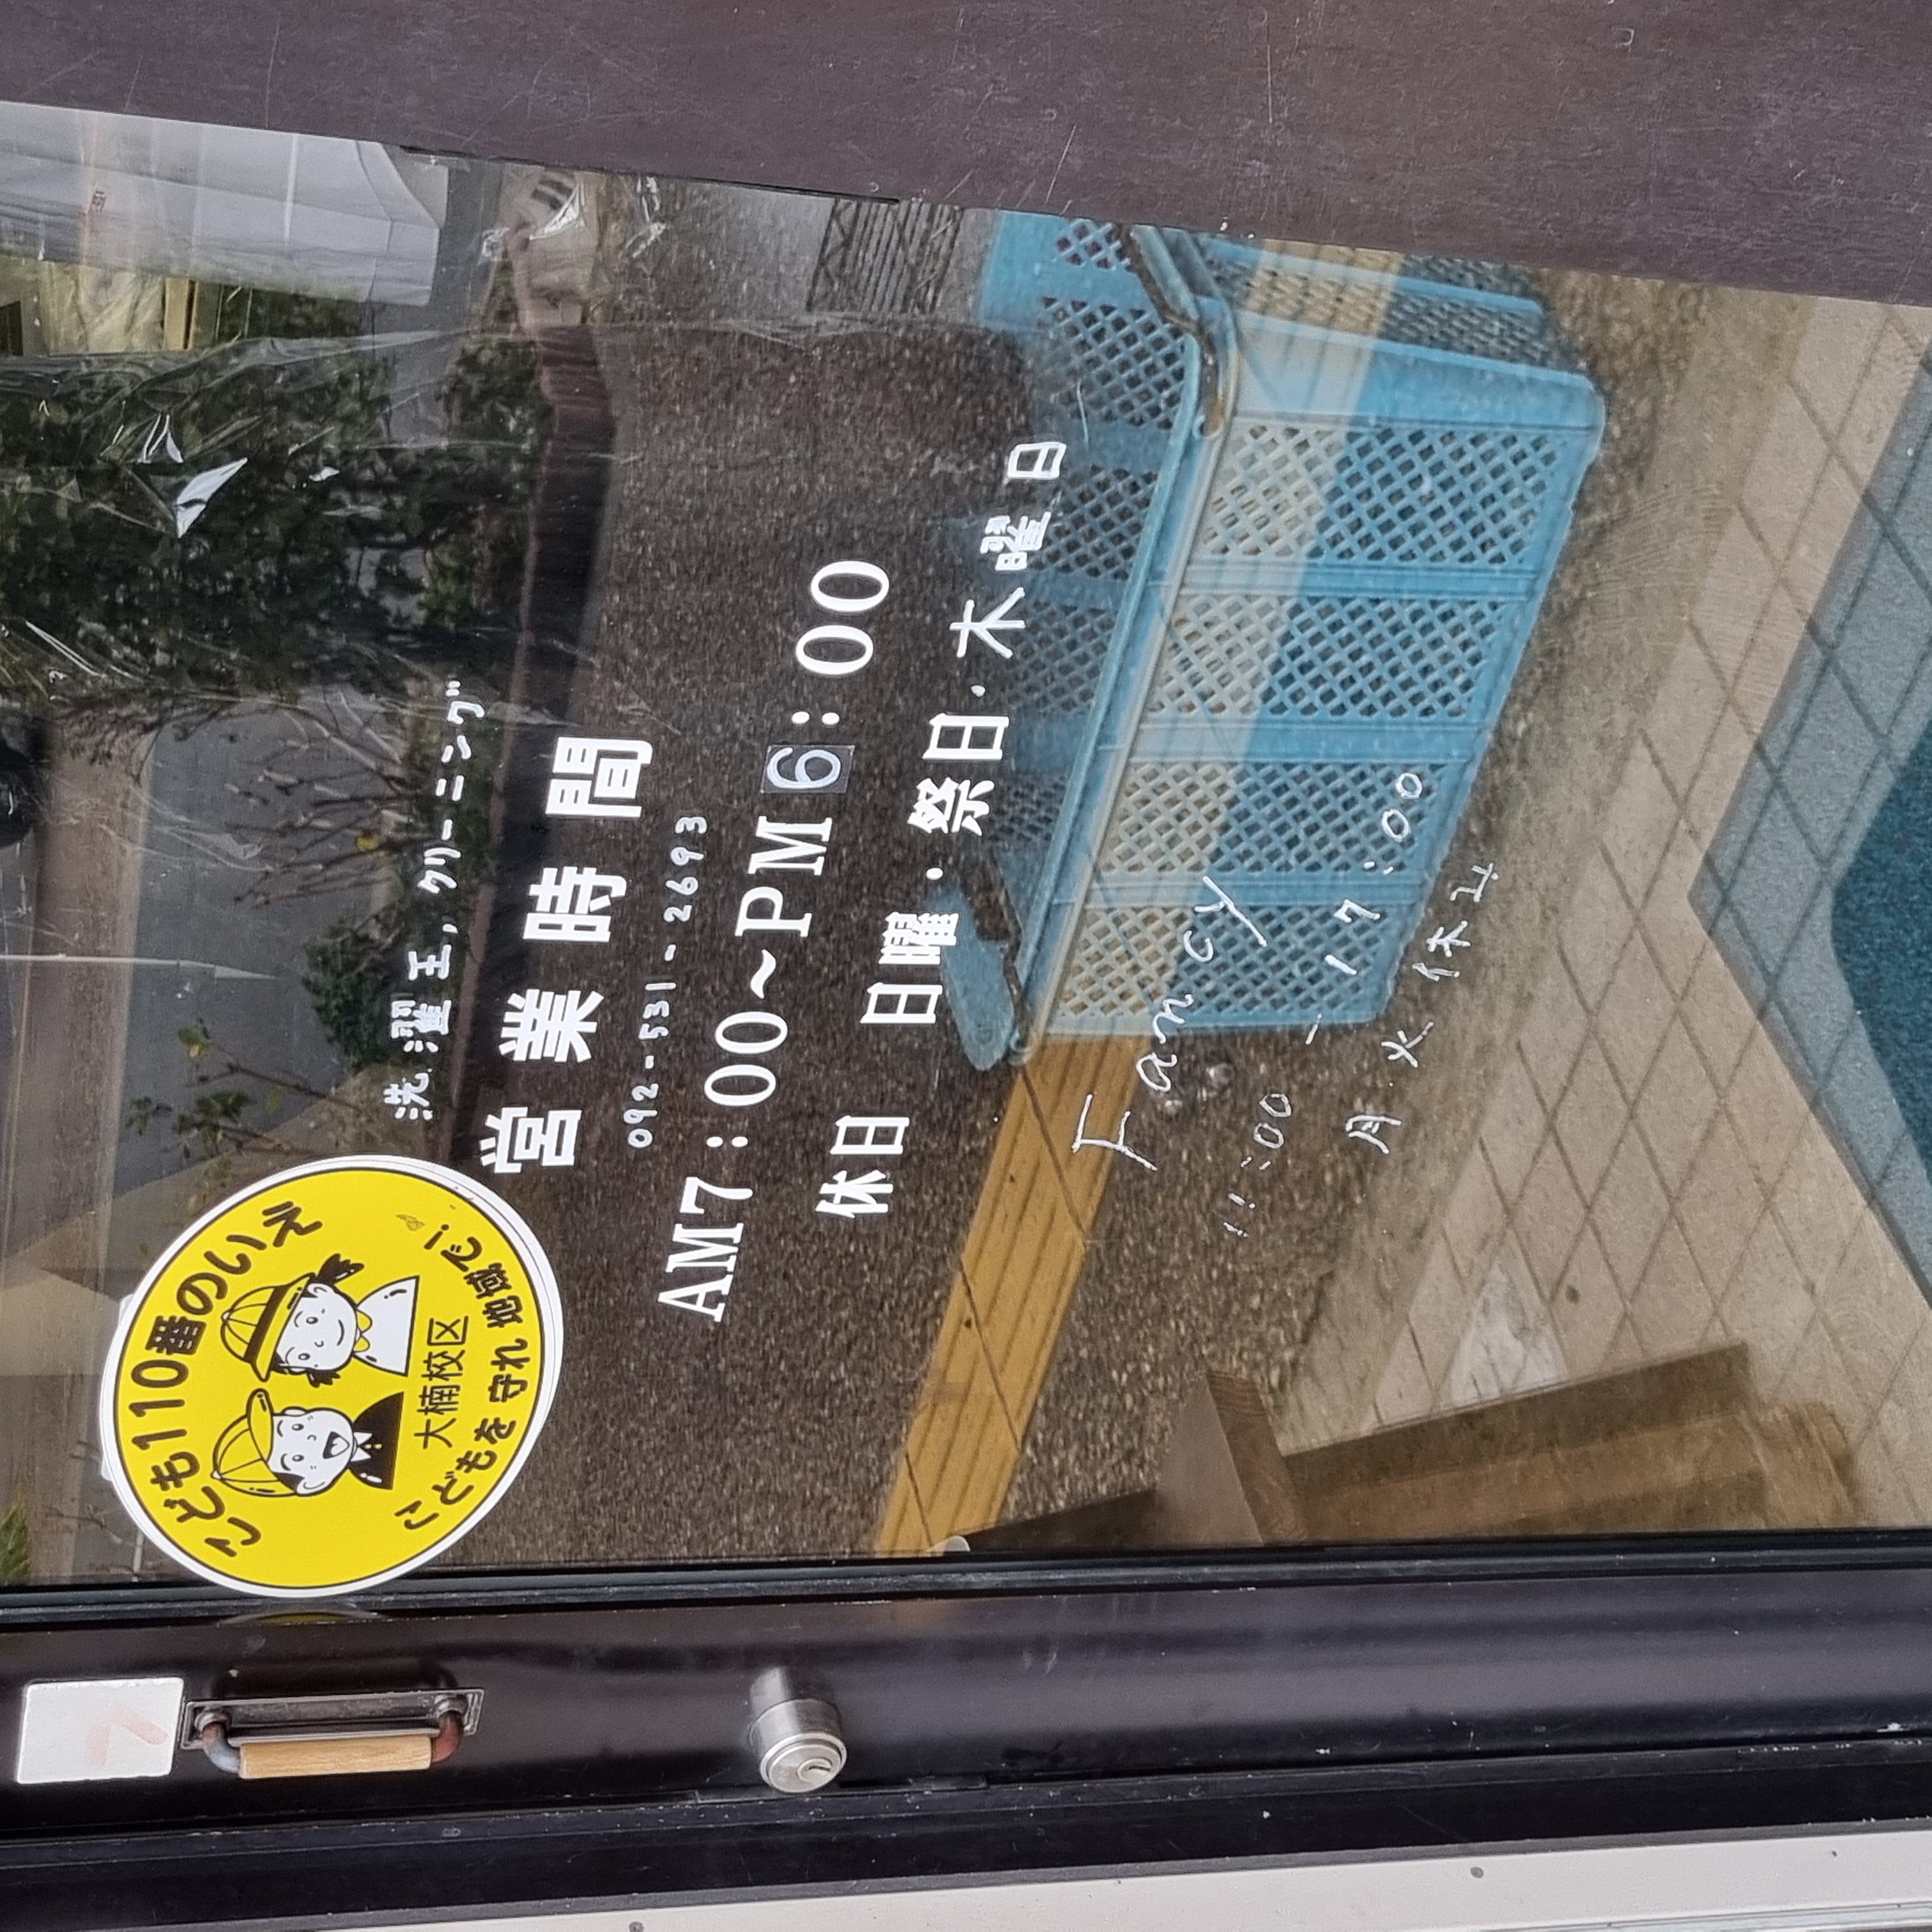 洗濯王,クリーニング
営業時間
092-531-2693
AM7:00~PM6:00
休日 日曜・祭日・木曜日
Fancy
11:00-17:00
月.火 休み
こども110番のいえ
大楠校区
こどもを守れ 地域で!